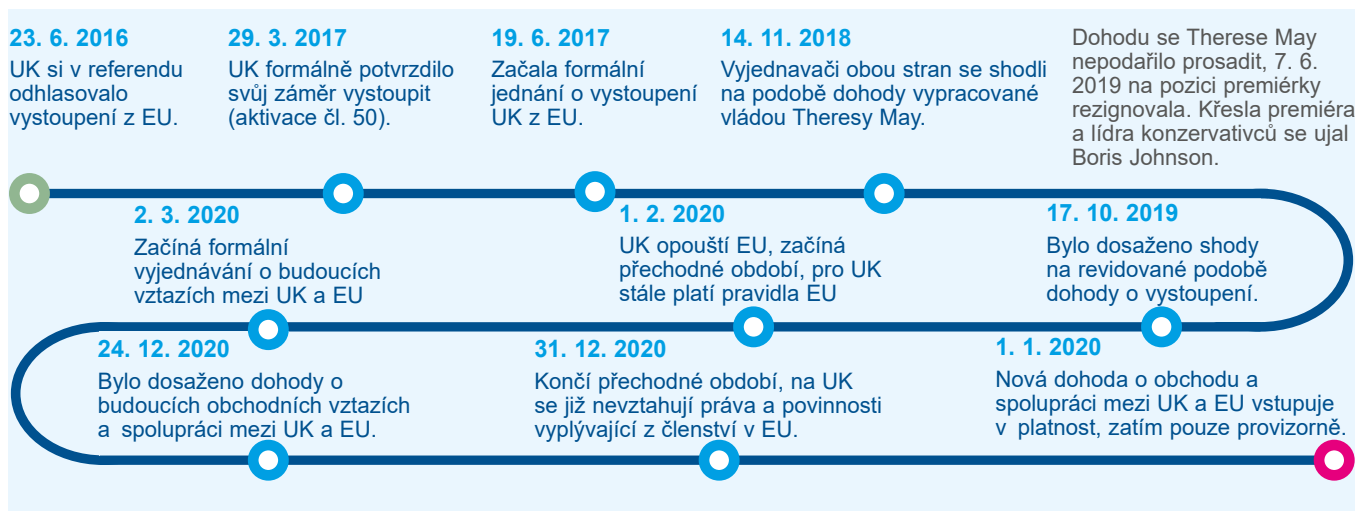 23. 6. 2016
UK si v referendu
odhlasovalo
vystoupení z EU.
29. 3. 2017
UK formálně potvrzdilo
svůj záměr vystoupit
(aktivace čl. 50).
19. 6. 2017
Začala formální
jednání o vystoupení
UK z EU.
14. 11. 2018
Vyjednavači obou stran se shodli
na podobě dohody vypracované
vládou Theresy May.
Dohodu se Therese May
nepodařilo prosadit, 7. 6.
2019 na pozici premiérky
rezignovala. Křesla premiéra
a lídra konzervativců se ujal
Boris Johnson.
17. 10. 2019
Bylo dosaženo shody
na revidované podobě
dohody o vystoupení.
1. 2. 2020
UK opouští EU, začíná
přechodné období, pro UK
stále platí pravidla EU
2. 3. 2020
Začíná formální
vyjednávání o budoucích
vztazích mezi UK a EU
24. 12. 2020
Bylo dosaženo dohody o
budoucích obchodních vztazích
a spolupráci mezi UK a EU.
31. 12. 2020
Končí přechodné období, na UK
se již nevztahují práva a povinnosti
vyplývající z členství v EU.
1. 1. 2020
Nová dohoda o obchodu a
spolupráci mezi UK a EU vstupuje
v platnost, zatím pouze provizorně.